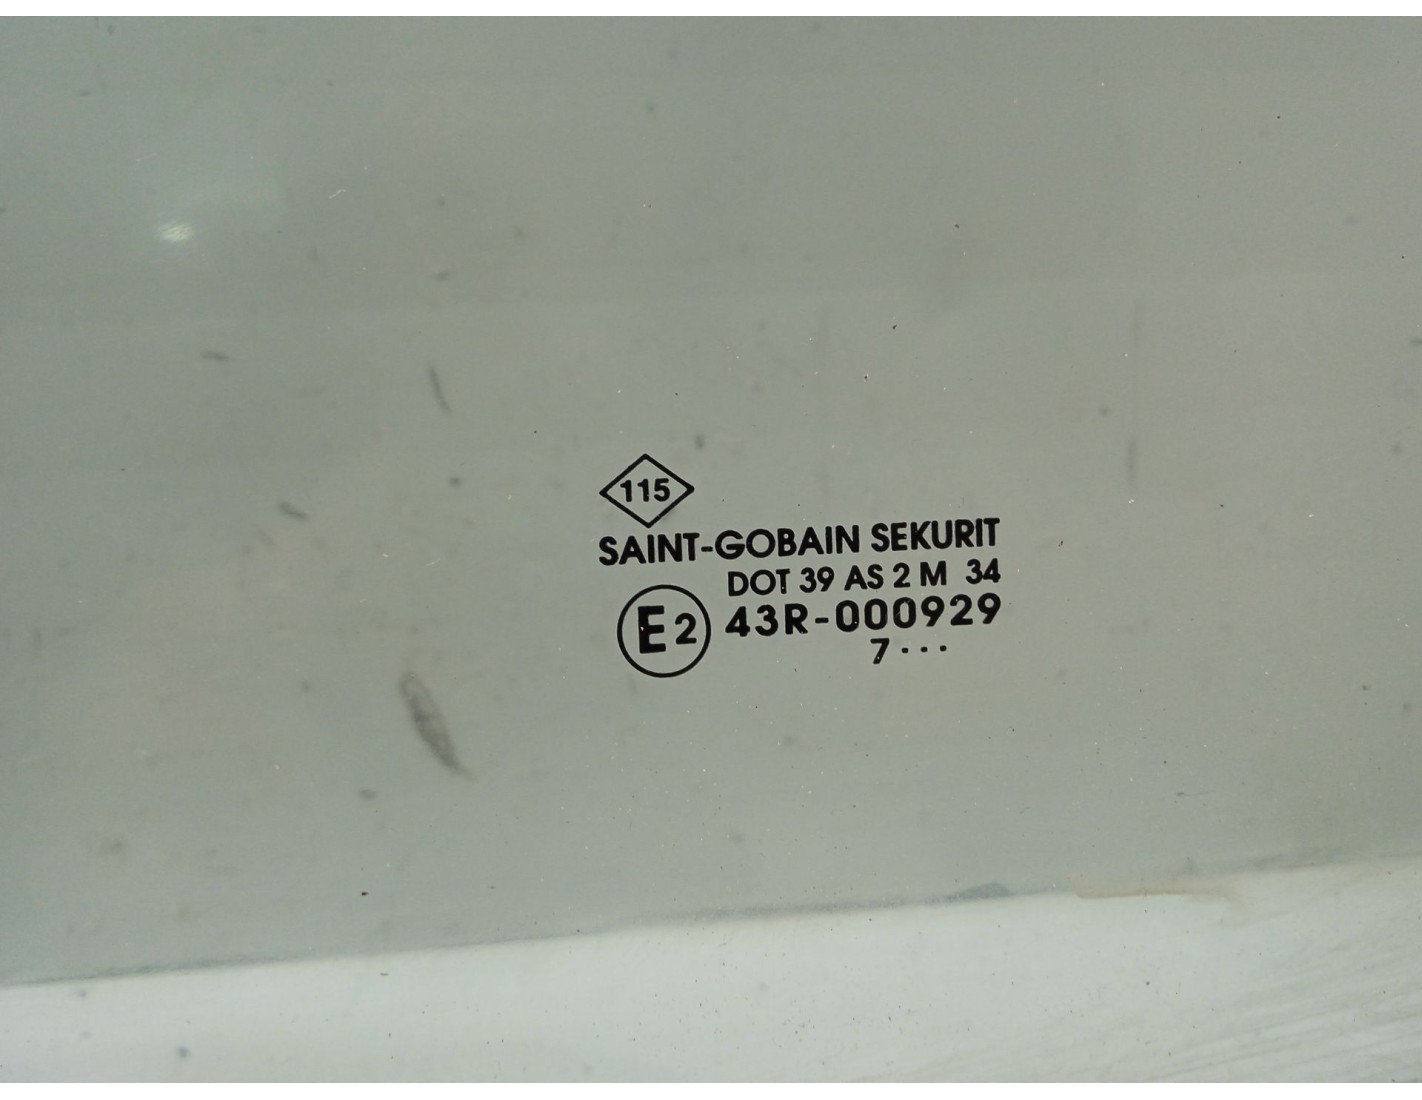 115
SAINT-GOBAIN SEKURIT
DOT 39 AS 2 M 34
E2 43R-000929
7 ···